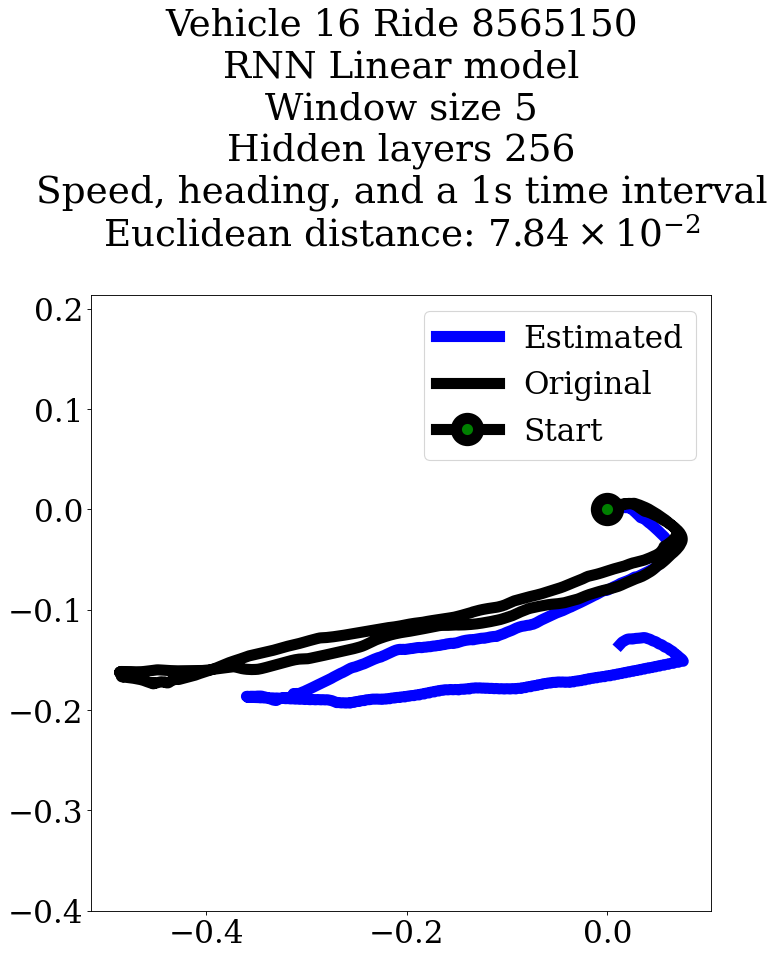 Vehicle 16 Ride 8565150
RNN Linear model
Window size 5
Hidden layers 256
Speed, heading, and a 1s time interval
Euclidean distance: 7.84 × 10⁻²
0.2
0.1
0.0
−0.1
−0.2
−0.3
−0.4
Estimated
Original
Start
−0.4
−0.2
0.0